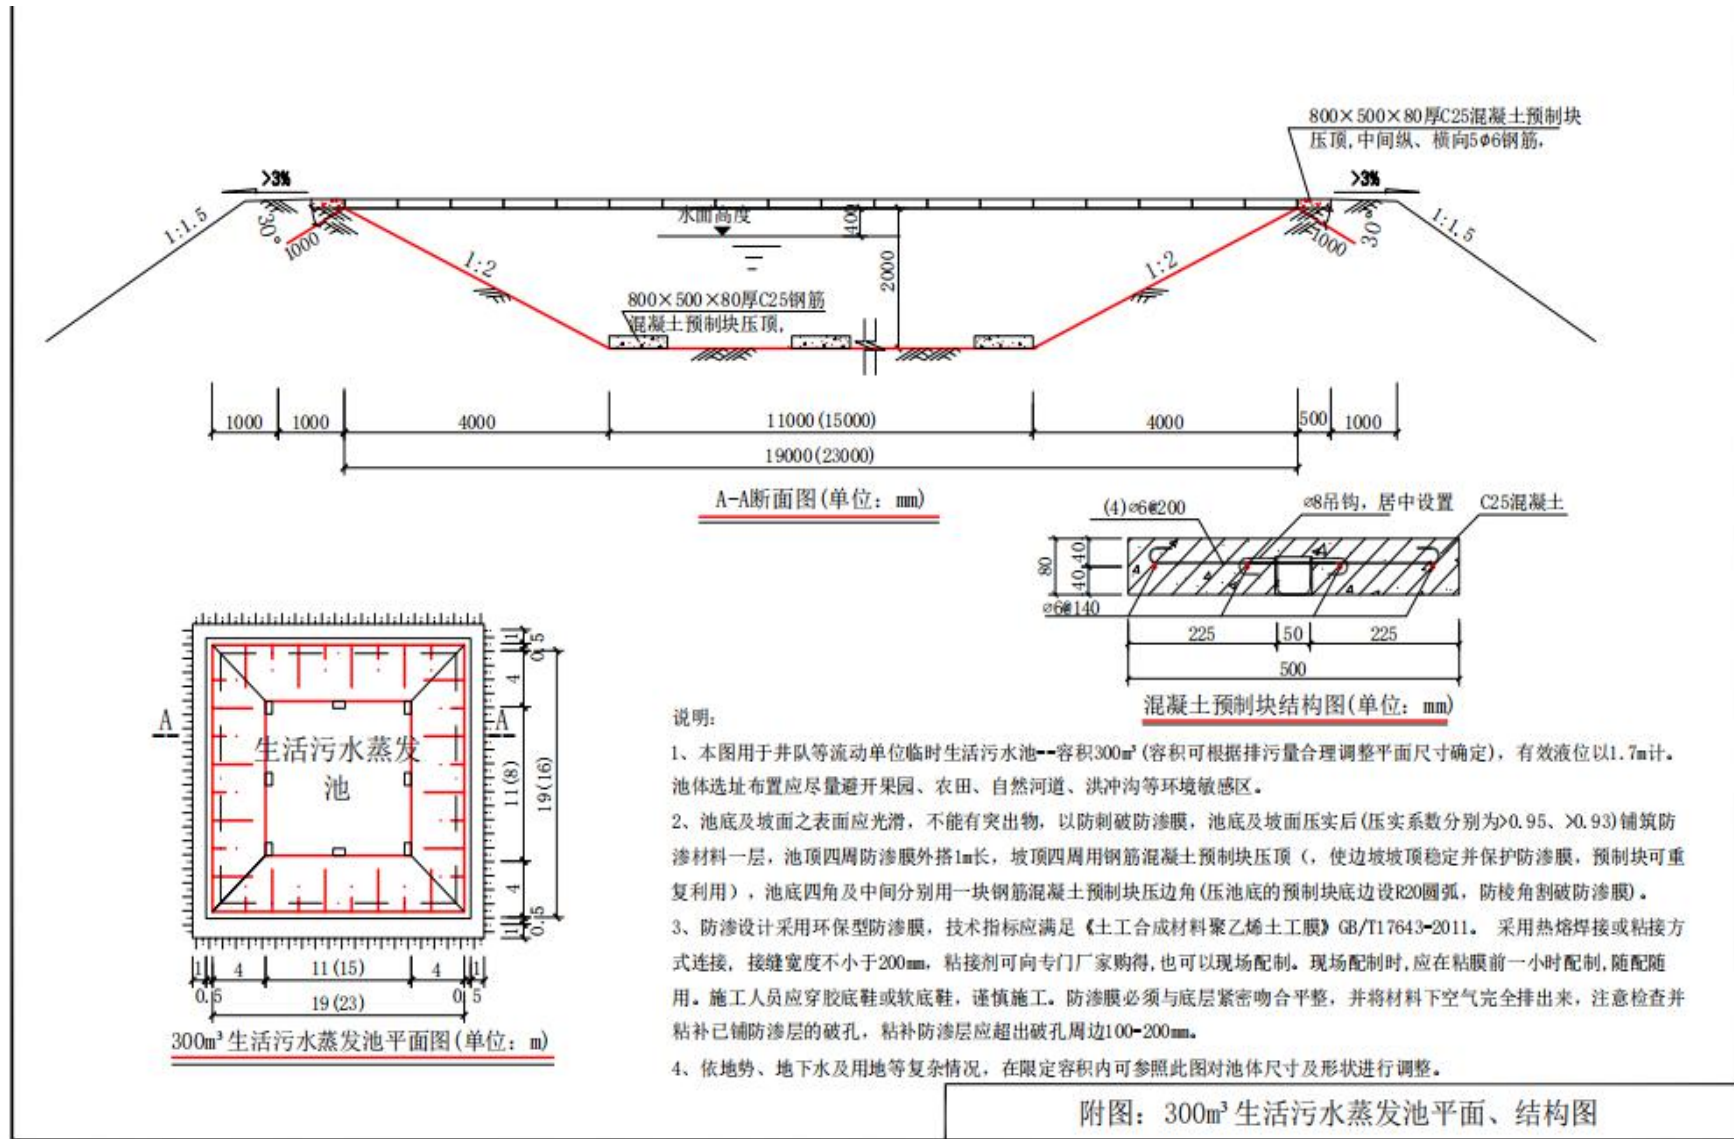 800×500×80厚C25混凝土预制块
压顶,中间纵、横向5φ6钢筋,
>3%
>3%
1:1.5
30°
1000
水面高度
400
1000
30°
1:1.5
1:2
2000
1:2
800×500×80厚C25钢筋
混凝土预制块压顶,
1000
1000
4000
11000(15000)
4000
500
1000
19000(23000)
A-A断面图(单位: mm)
(4)⌀6@200
⌀8吊钩, 居中设置
C25混凝土
80
40
40
⌀6@140
225
50
225
500
混凝土预制块结构图(单位: mm)
1
0.5
4
A
A
生活污水蒸发
池
11(8)
19(16)
4
1
0.5
1
4
11(15)
4
1
0.5
19(23)
0.5
300m³生活污水蒸发池平面图(单位: m)
说明:
1、本图用于井队等流动单位临时生活污水池--容积300m³(容积可根据排污量合理调整平面尺寸确定), 有效液位以1.7m计。
池体选址布置应尽量避开果园、农田、自然河道、洪冲沟等环境敏感区。
2、池底及坡面之表面应光滑, 不能有突出物, 以防刺破防渗膜, 池底及坡面压实后(压实系数分别为>0.95、>0.93)铺筑防
渗材料一层, 池顶四周防渗膜外搭1m长, 坡顶四周用钢筋混凝土预制块压顶 (, 使边坡坡顶稳定并保护防渗膜, 预制块可重
复利用) , 池底四角及中间分别用一块钢筋混凝土预制块压边角(压池底的预制块底边设R20圆弧, 防棱角割破防渗膜)。
3、防渗设计采用环保型防渗膜, 技术指标应满足《土工合成材料聚乙烯土工膜》GB/T17643-2011。 采用热熔焊接或粘接方
式连接, 接缝宽度不小于200mm, 粘接剂可向专门厂家购得,也可以现场配制。现场配制时,应在粘膜前一小时配制,随配随
用。施工人员应穿胶底鞋或软底鞋, 谨慎施工。防渗膜必须与底层紧密吻合平整, 并将材料下空气完全排出来, 注意检查并
粘补已铺防渗层的破孔, 粘补防渗层应超出破孔周边100-200mm。
4、依地势、地下水及用地等复杂情况, 在限定容积内可参照此图对池体尺寸及形状进行调整。
附图: 300m³生活污水蒸发池平面、结构图